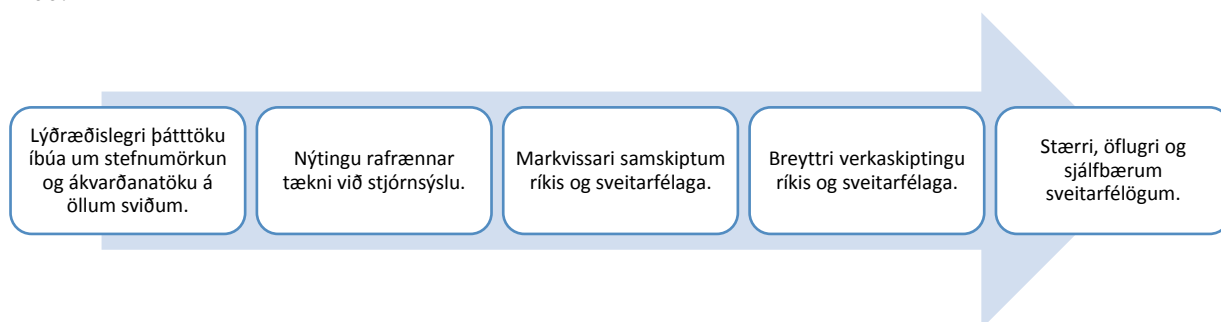 Lýðræðislegri þátttöku
íbúa um stefnumörkun
og ákvarðanatöku á
öllum sviðum.
Nýtingu rafrænnar
tækni við stjórnsýslu.
Markvissari samskiptum
ríkis og sveitarfélaga.
Breyttri verkaskiptingu
ríkis og sveitarfélaga.
Stærri, öflugri og
sjálfbærum
sveitarfélögum.